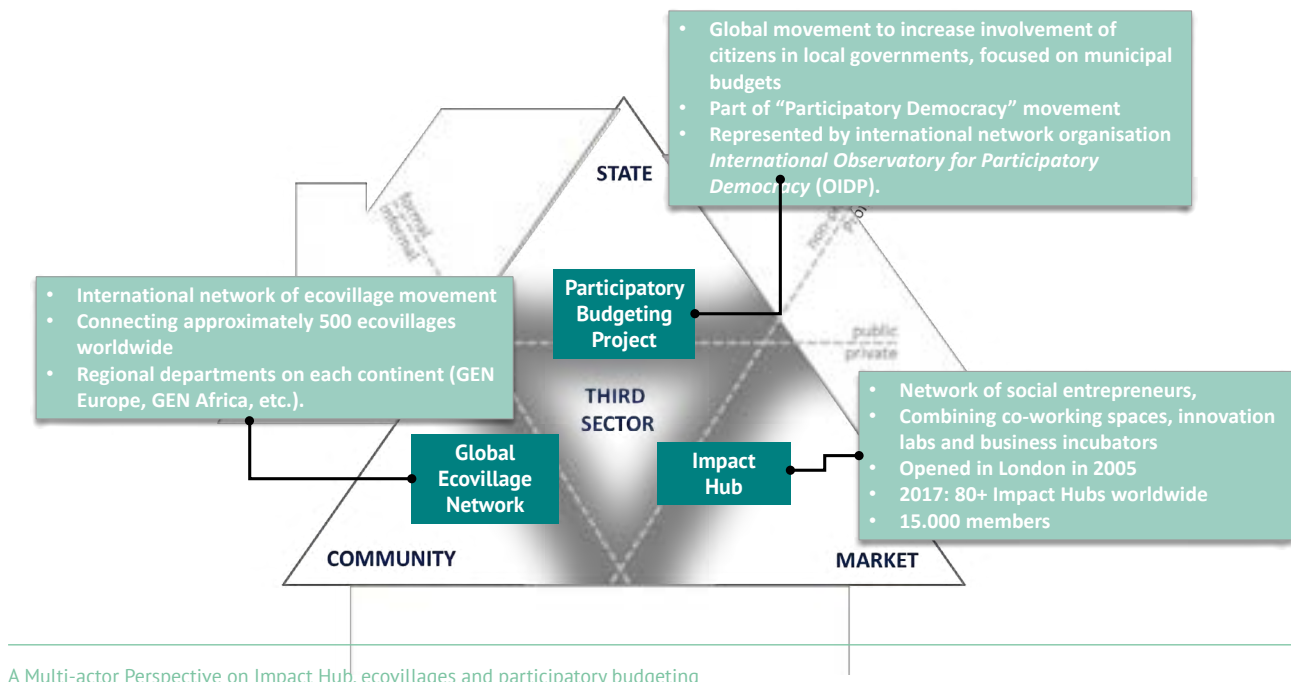 • Global movement to increase involvement of
citizens in local governments, focused on municipal
budgets
• Part of “Participatory Democracy” movement
• Represented by international network organisation
International Observatory for Participatory
Democracy (OIDP).
STATE
formal
informal
• International network of ecovillage movement
• Connecting approximately 500 ecovillages
worldwide
• Regional departments on each continent (GEN
Europe, GEN Africa, etc.).
Participatory
Budgeting
Project
public
private
THIRD
SECTOR
• Network of social entrepreneurs,
• Combining co-working spaces, innovation
labs and business incubators
• Opened in London in 2005
• 2017: 80+ Impact Hubs worldwide
• 15.000 members
Global
Ecovillage
Network
Impact
Hub
COMMUNITY
MARKET
A Multi-actor Perspective on Impact Hub, ecovillages and participatory budgeting